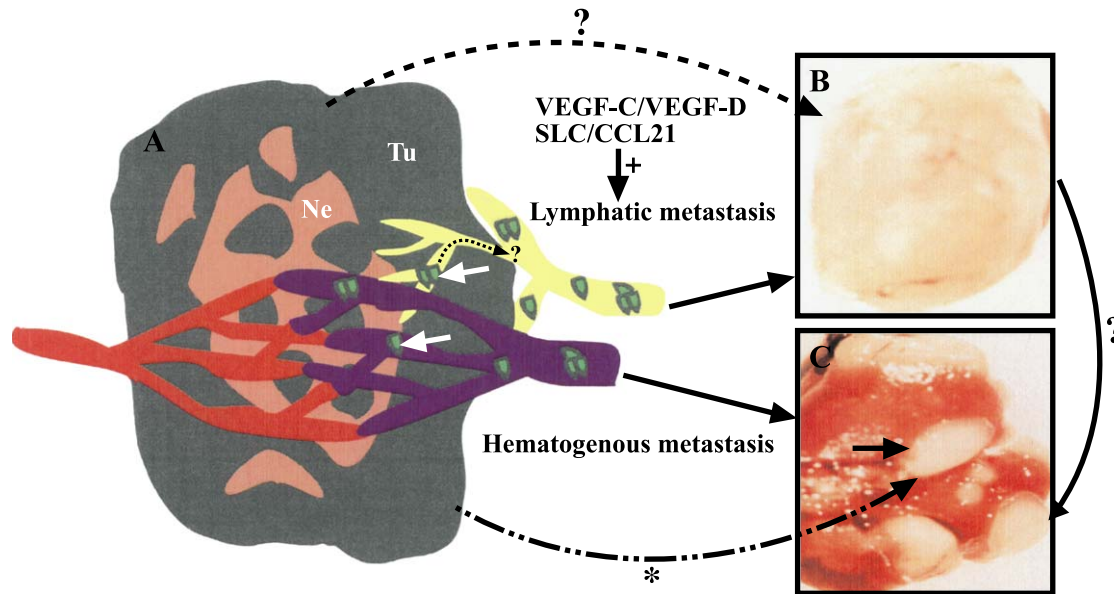 ?
A
Tu
Ne
?
VEGF-C/VEGF-D
SLC/CCL21
+
Lymphatic metastasis
B
?
C
Hematogenous metastasis
*